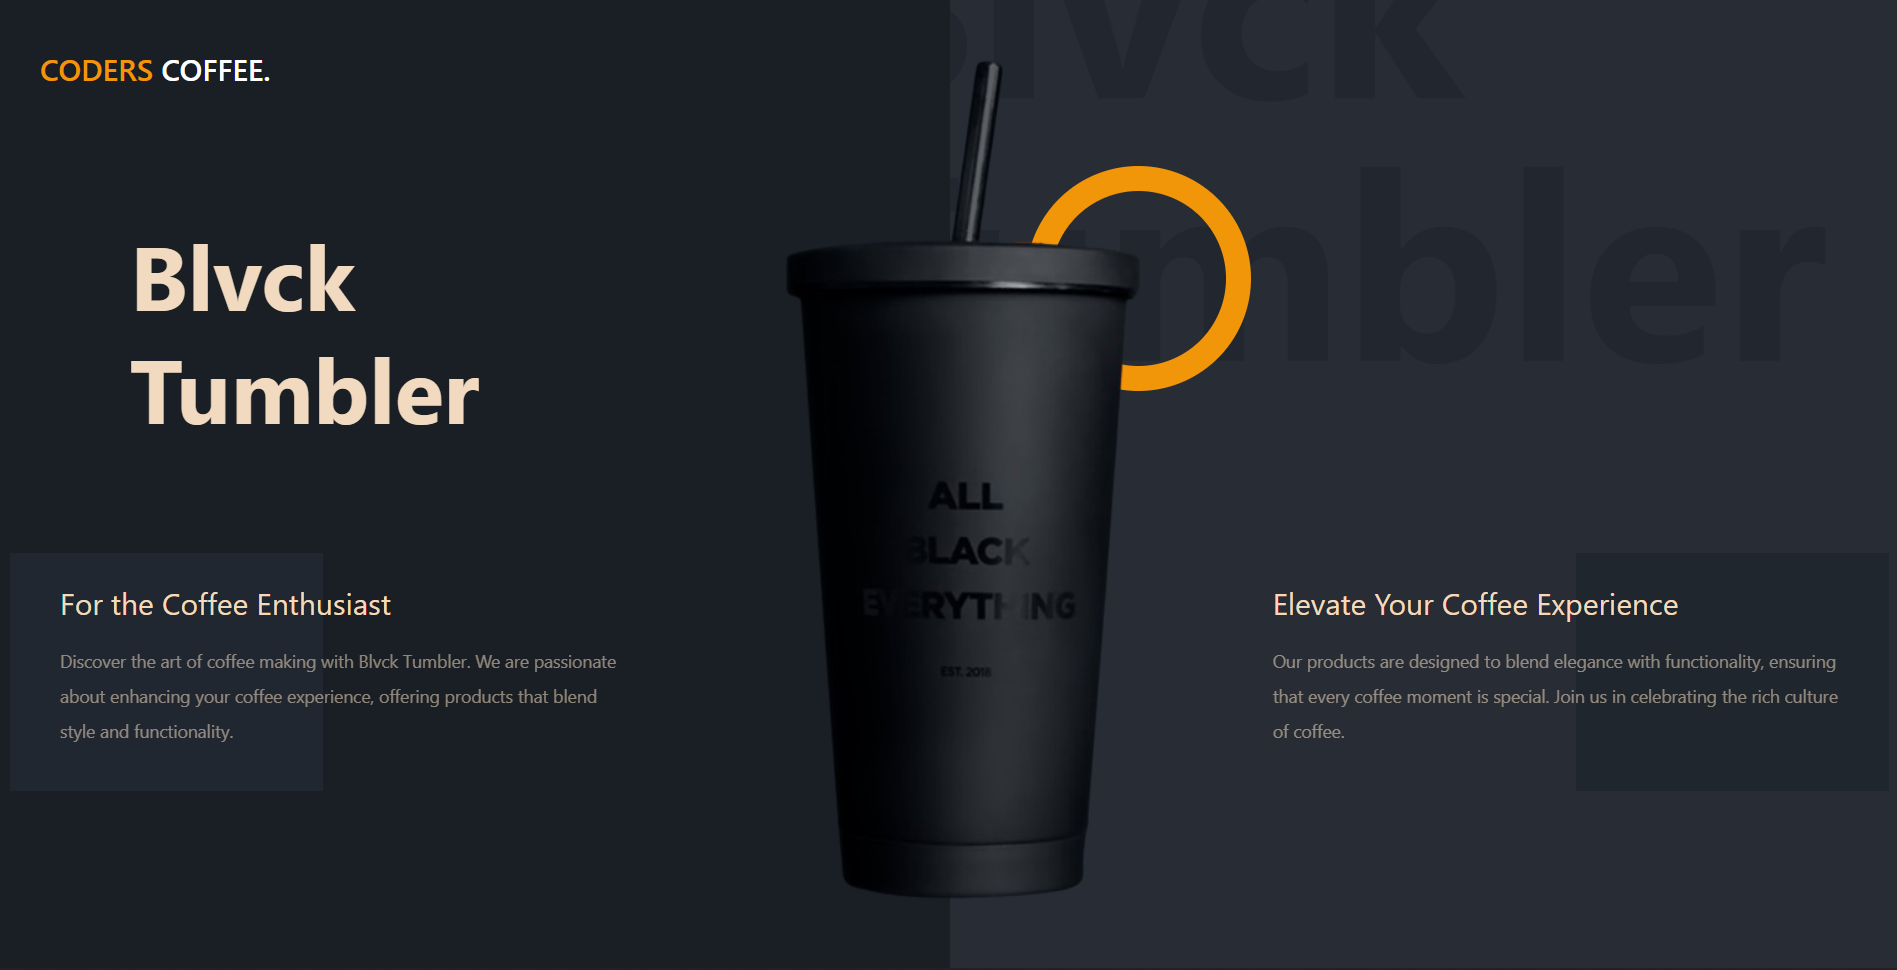 CODERS COFFEE.
Blvck
Tumbler
Blvck
Tumbler
ALL
BLACK
EVERYTHING
EST. 2018
For the Coffee Enthusiast
Discover the art of coffee making with Blvck Tumbler. We are passionate
about enhancing your coffee experience, offering products that blend
style and functionality.
Elevate Your Coffee Experience
Our products are designed to blend elegance with functionality, ensuring
that every coffee moment is special. Join us in celebrating the rich culture
of coffee.